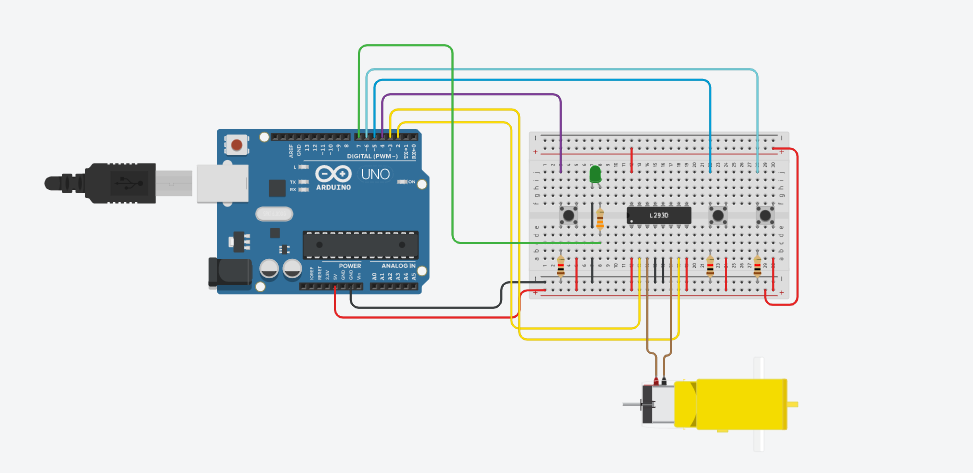 AREF
GND
13
12
~11
~10
~9
8
7
~6
~5
4
~3
2
TX→1
RX←0
DIGITAL (PWM~)
L
TX
RX
ARDUINO
UNO
ON
L293D
POWER
ANALOG IN
IOREF
RESET
3.3V
5V
GND
GND
Vin
A0
A1
A2
A3
A4
A5